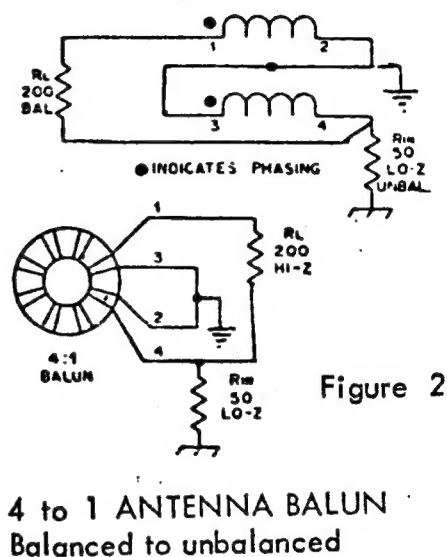 1 2
RL
200
BAL
3 4
●INDICATES PHASING
RIN
50
LO-Z
UNBAL
1
RL
200
HI-Z
3
2
4
4:1
BALUN
RIN
50
LO-Z
Figure 2
4 to 1 ANTENNA BALUN
Balanced to unbalanced